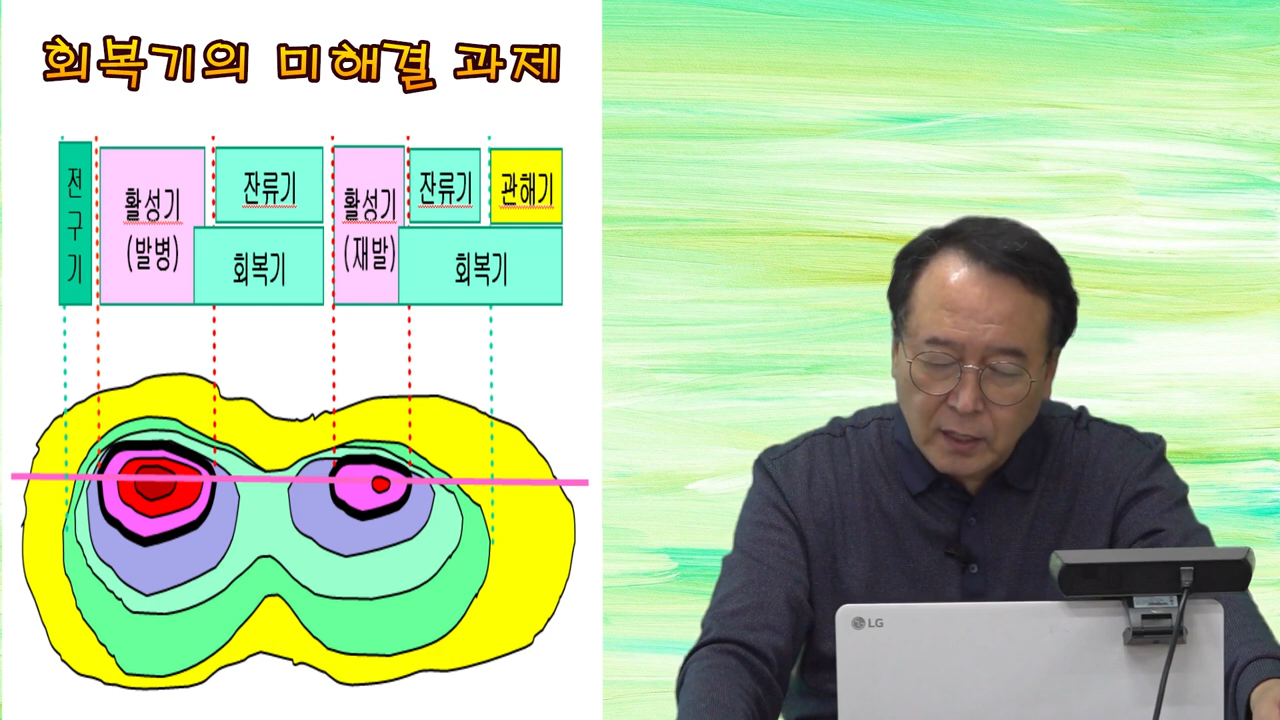 회복기의 미해결 과제
전
구
기
활성기
(발병)
잔류기
회복기
활성기
(재발)
잔류기
관해기
회복기
LG